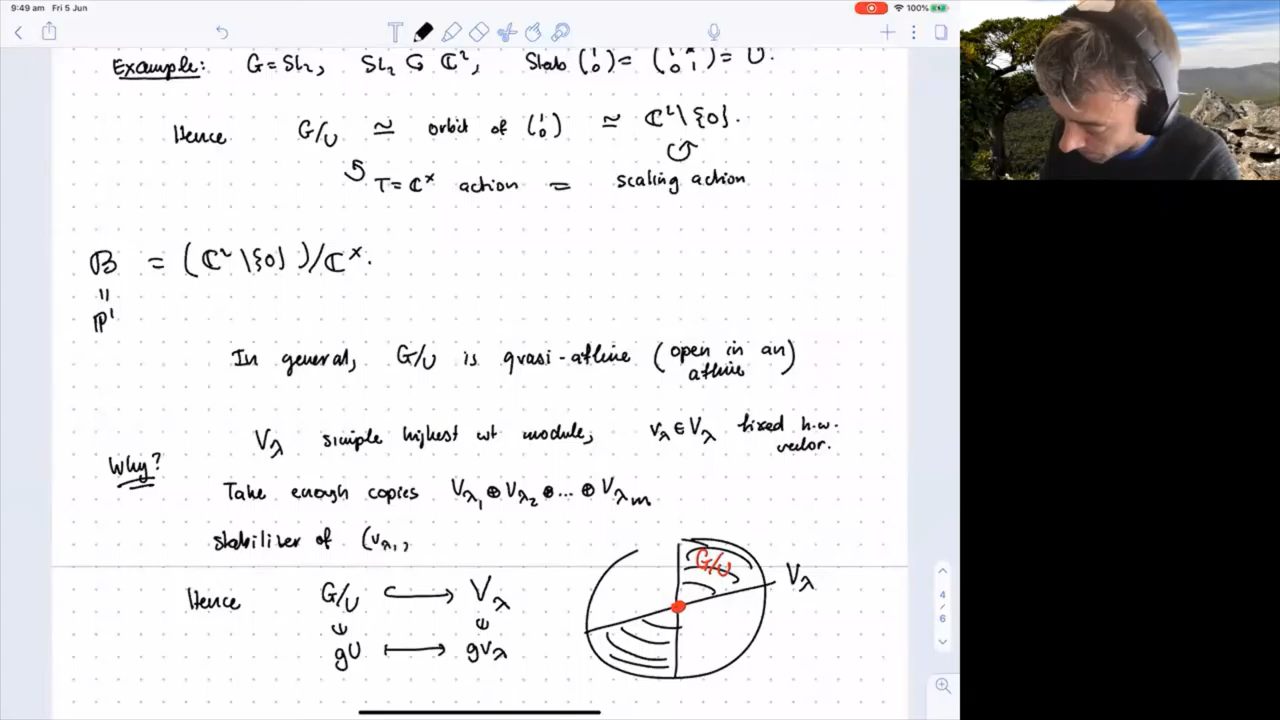 9:49 am Fri 5 Jun
100%
Example: G = SL₂, SL₂ ↺ ℂ², Stab (1 0) = (1 * 0 1) = U.
Hence G/U ≃ orbit of (1 0) ≃ ℂ² \ {0}.
T = ℂˣ action = scaling action
B = (ℂ² \ {0}) / ℂˣ.
=
ℙ¹
In general, G/U is quasi-affine (open in an affine)
Why?
V_λ simple highest wt module, v_λ ∈ V_λ fixed h.w. vector.
Take enough copies V_λ₁ ⊕ V_λ₂ ⊕ ... ⊕ V_λm
stabilizer of (v_λ₁,
G/U
V_λ
Hence G/U ↪ V_λ
gU ↦ gv_λ
4
/
6